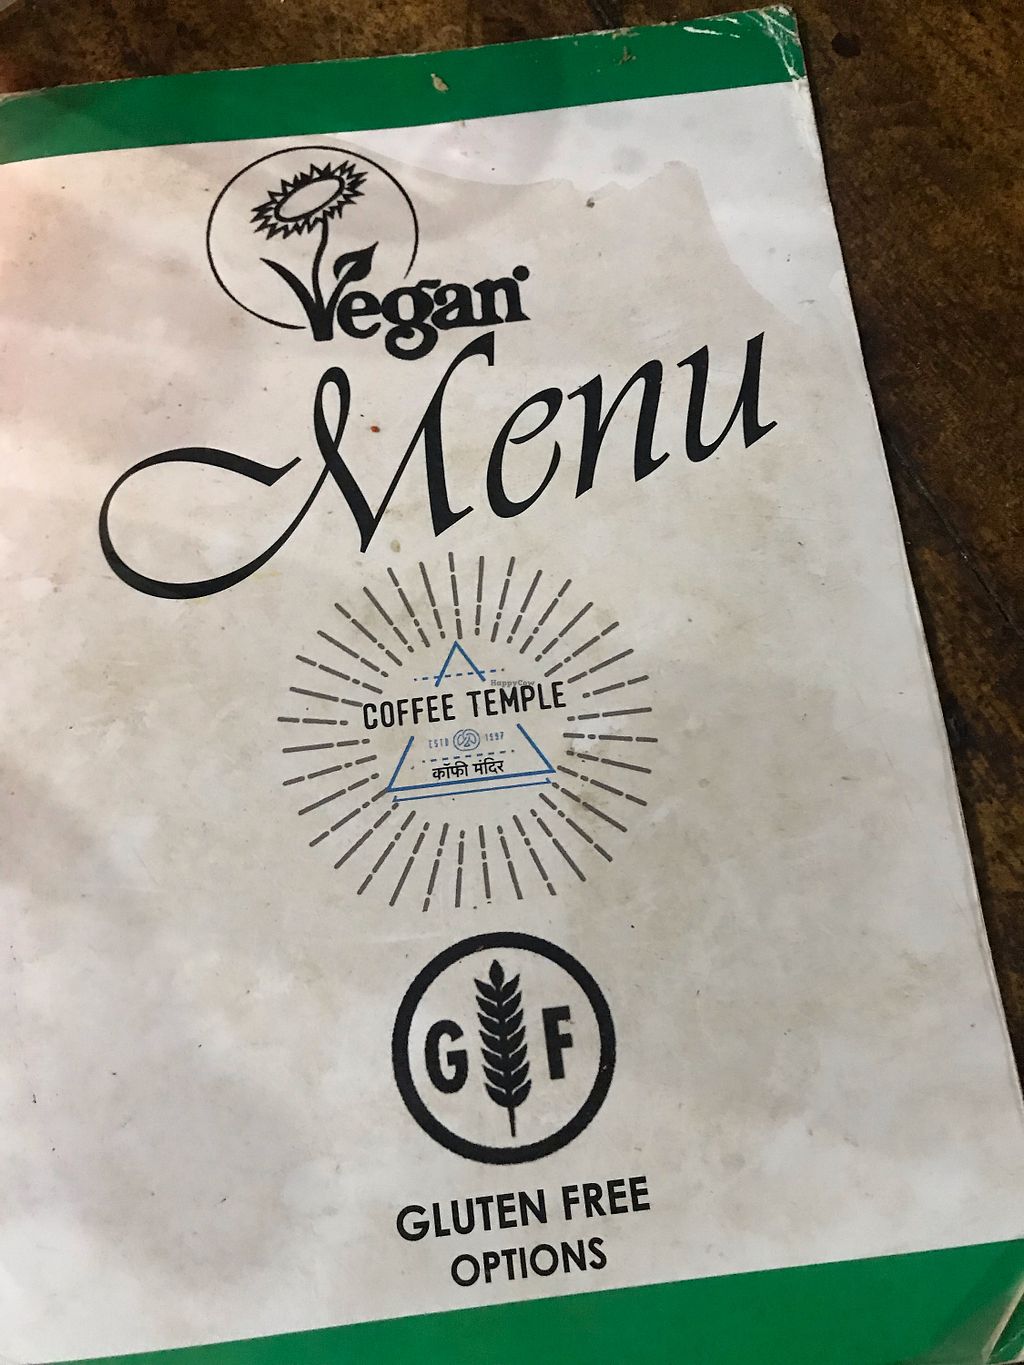 Vegan
Menu
HappyCow
COFFEE TEMPLE
ESTD 1997
कॉफी मंदिर
G F
GLUTEN FREE
OPTIONS